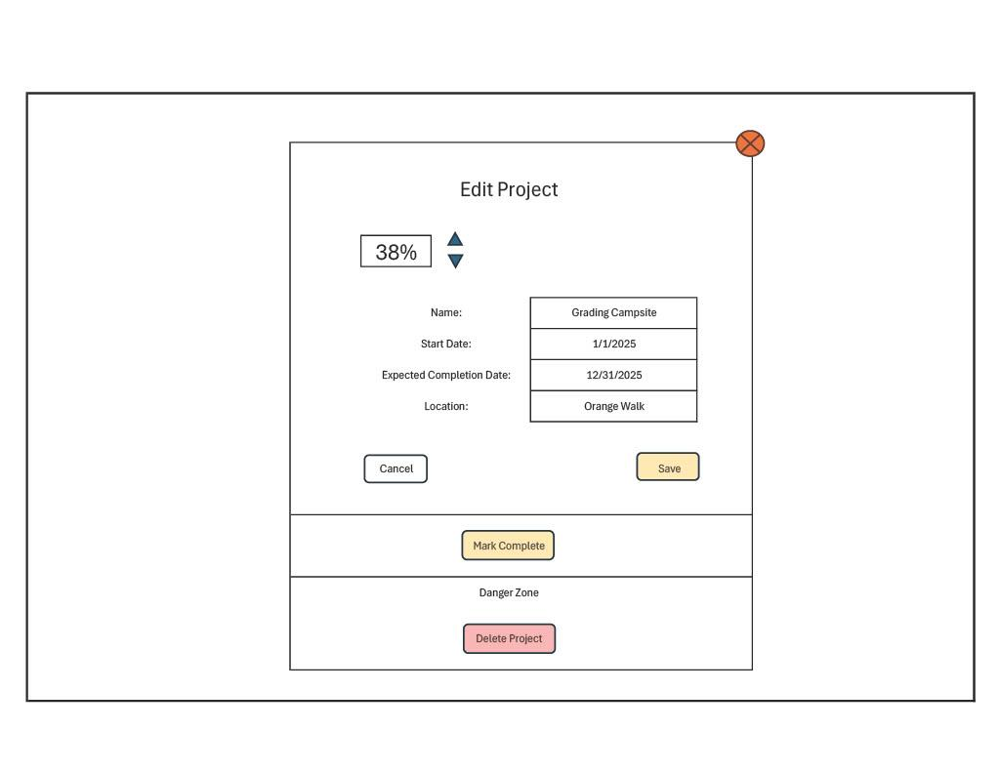 Edit Project
38%
Name: Grading Campsite
Start Date: 1/1/2025
Expected Completion Date: 12/31/2025
Location: Orange Walk
Cancel Save
Mark Complete
Danger Zone
Delete Project